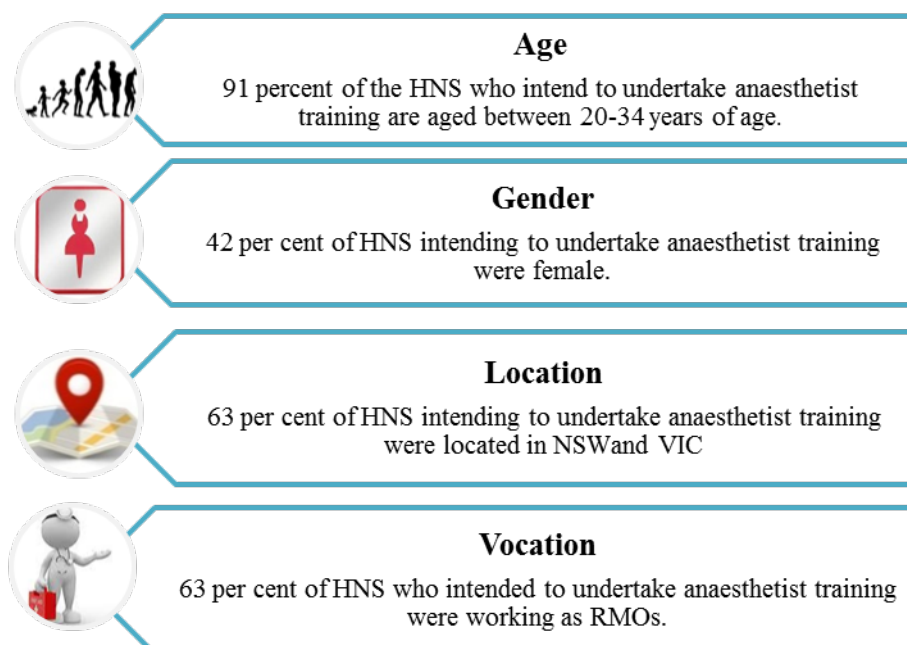 Age
91 percent of the HNS who intend to undertake anaesthetist
training are aged between 20-34 years of age.
Gender
42 per cent of HNS intending to undertake anaesthetist training
were female.
Location
63 per cent of HNS intending to undertake anaesthetist training
were located in NSWand VIC
Vocation
63 per cent of HNS who intended to undertake anaesthetist training
were working as RMOs.